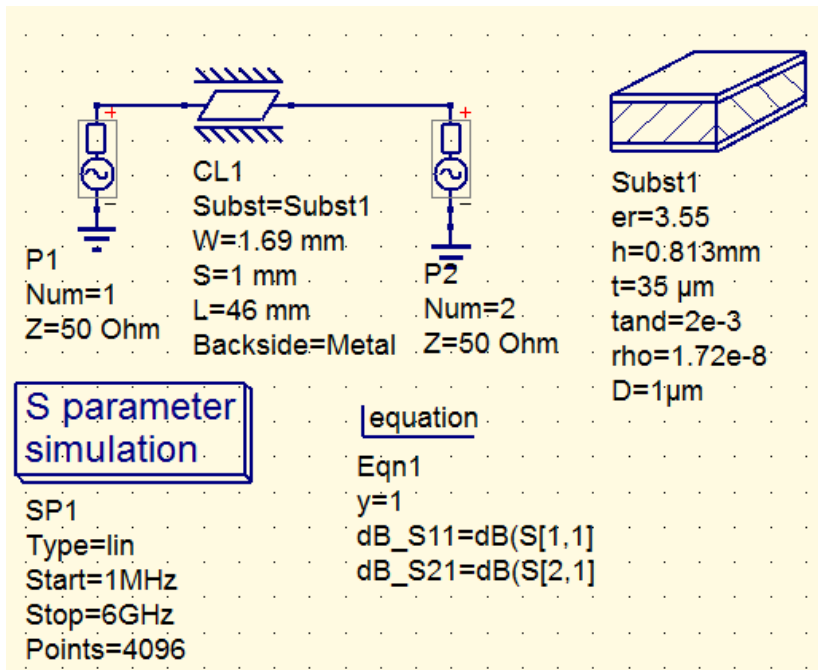 CL1
Subst=Subst1
W=1.69 mm
S=1 mm
L=46 mm
Backside=Metal
P1
Num=1
Z=50 Ohm
P2
Num=2
Z=50 Ohm
Subst1
er=3.55
h=0.813mm
t=35 µm
tand=2e-3
rho=1.72e-8
D=1µm
S parameter
simulation
SP1
Type=lin
Start=1MHz
Stop=6GHz
Points=4096
equation
Eqn1
y=1
dB_S11=dB(S[1,1]
dB_S21=dB(S[2,1]